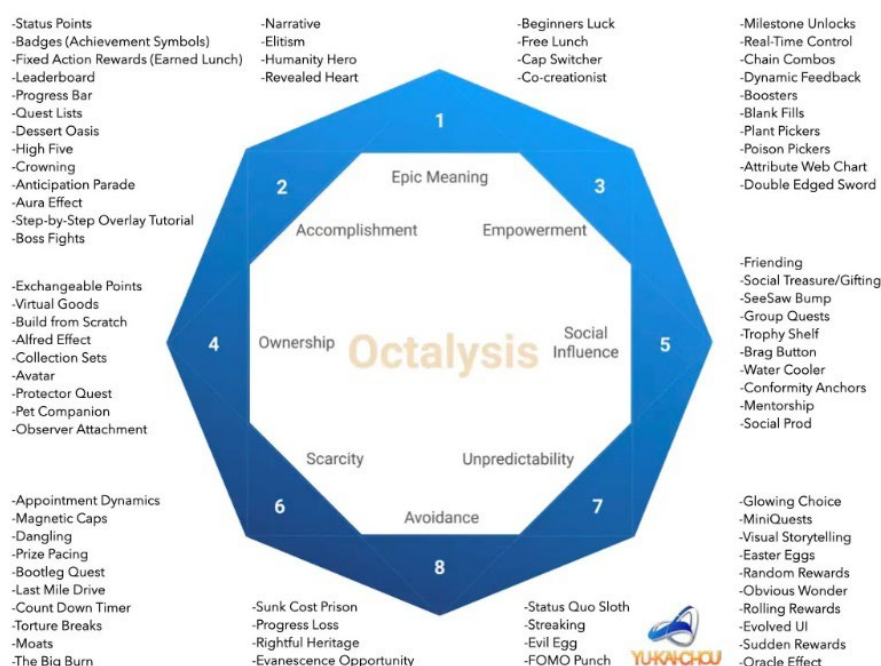 -Status Points
-Badges (Achievement Symbols)
-Fixed Action Rewards (Earned Lunch)
-Leaderboard
-Progress Bar
-Quest Lists
-Dessert Oasis
-High Five
-Crowning
-Anticipation Parade
-Aura Effect
-Step-by-Step Overlay Tutorial
-Boss Fights
-Narrative
-Elitism
-Humanity Hero
-Revealed Heart
-Beginners Luck
-Free Lunch
-Cap Switcher
-Co-creationist
-Milestone Unlocks
-Real-Time Control
-Chain Combos
-Dynamic Feedback
-Boosters
-Blank Fills
-Plant Pickers
-Poison Pickers
-Attribute Web Chart
-Double Edged Sword
1
Epic Meaning
2
Accomplishment
3
Empowerment
-Exchangeable Points
-Virtual Goods
-Build from Scratch
-Alfred Effect
-Collection Sets
-Avatar
-Protector Quest
-Pet Companion
-Observer Attachment
4
Ownership
Octalysis
Social
Influence
5
-Friending
-Social Treasure/Gifting
-SeeSaw Bump
-Group Quests
-Trophy Shelf
-Brag Button
-Water Cooler
-Conformity Anchors
-Mentorship
-Social Prod
Scarcity
6
Unpredictability
7
Avoidance
8
-Appointment Dynamics
-Magnetic Caps
-Dangling
-Prize Pacing
-Bootleg Quest
-Last Mile Drive
-Count Down Timer
-Torture Breaks
-Moats
-The Big Burn
-Sunk Cost Prison
-Progress Loss
-Rightful Heritage
-Evanescence Opportunity
-Status Quo Sloth
-Streaking
-Evil Egg
-FOMO Punch
YU-KAI-CHOU
-Glowing Choice
-MiniQuests
-Visual Storytelling
-Easter Eggs
-Random Rewards
-Obvious Wonder
-Rolling Rewards
-Evolved UI
-Sudden Rewards
-Oracle Effect